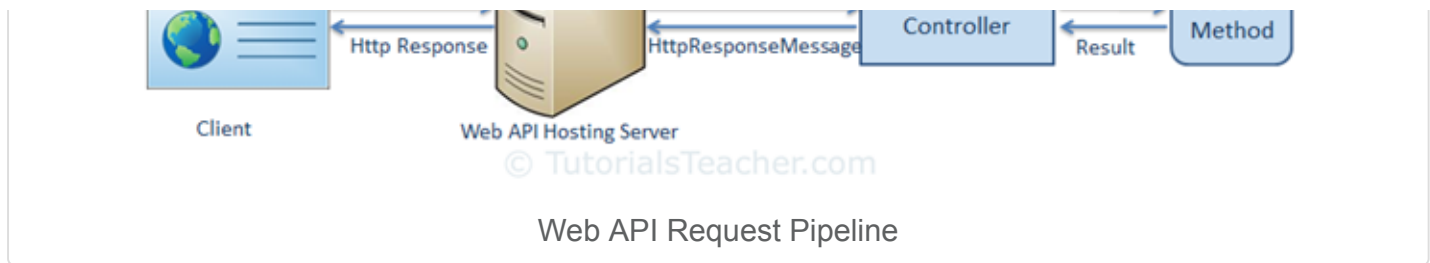 Controller
Method
Http Response
HttpResponseMessage
Result
Client
Web API Hosting Server
© TutorialsTeacher.com
Web API Request Pipeline